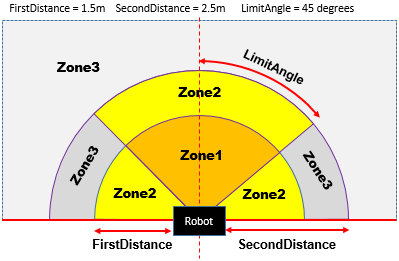 FirstDistance = 1.5m SecondDistance = 2.5m LimitAngle = 45 degrees
Zone3
LimitAngle
Zone2
Zone3
Zone1
Zone3
Zone2
Zone2
Robot
FirstDistance
SecondDistance